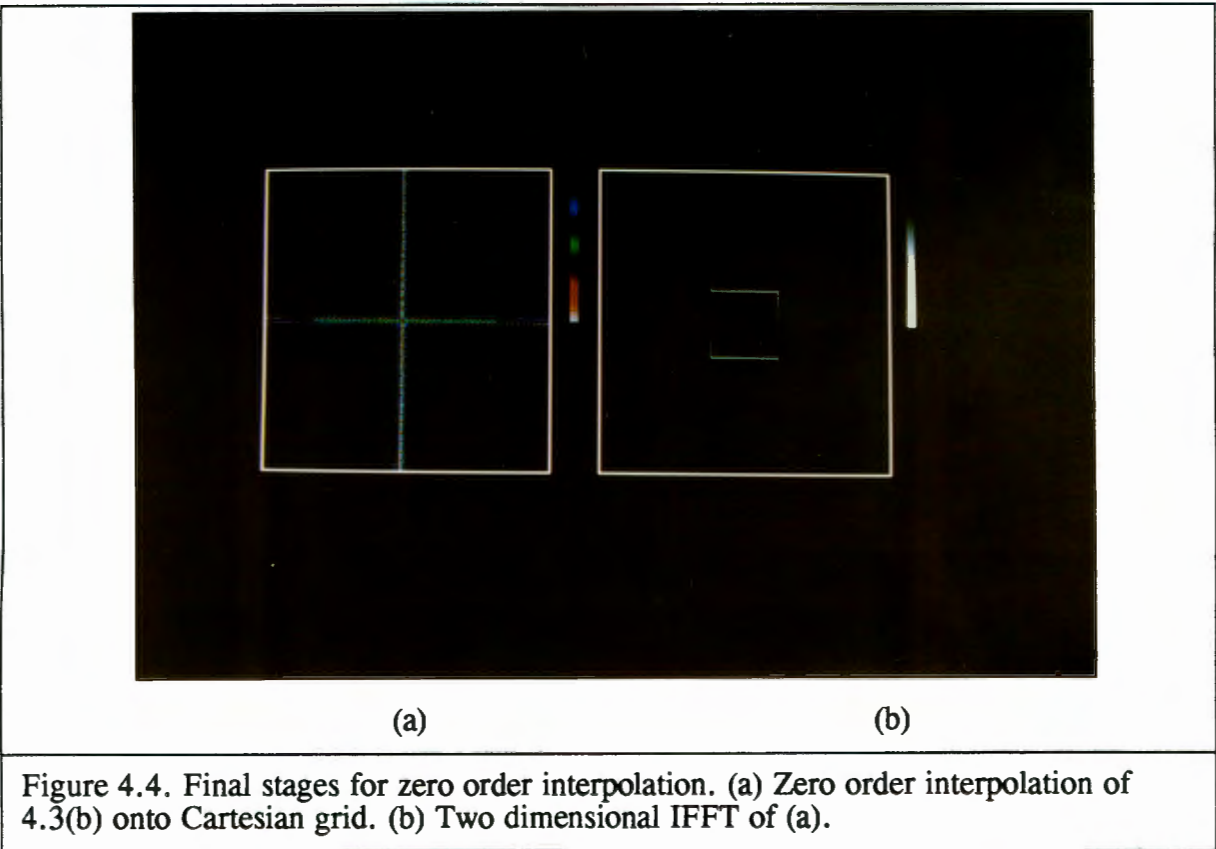 (a) (b)
Figure 4.4. Final stages for zero order interpolation. (a) Zero order interpolation of
4.3(b) onto Cartesian grid. (b) Two dimensional IFFT of (a).